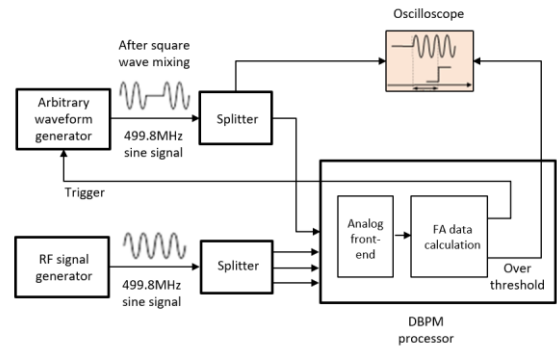 Oscilloscope
After square
wave mixing
Arbitrary
waveform
generator
Splitter
499.8MHz
sine signal
Trigger
Analog
front-
end
FA data
calculation
RF signal
generator
Splitter
499.8MHz
sine signal
Over
threshold
DBPM
processor